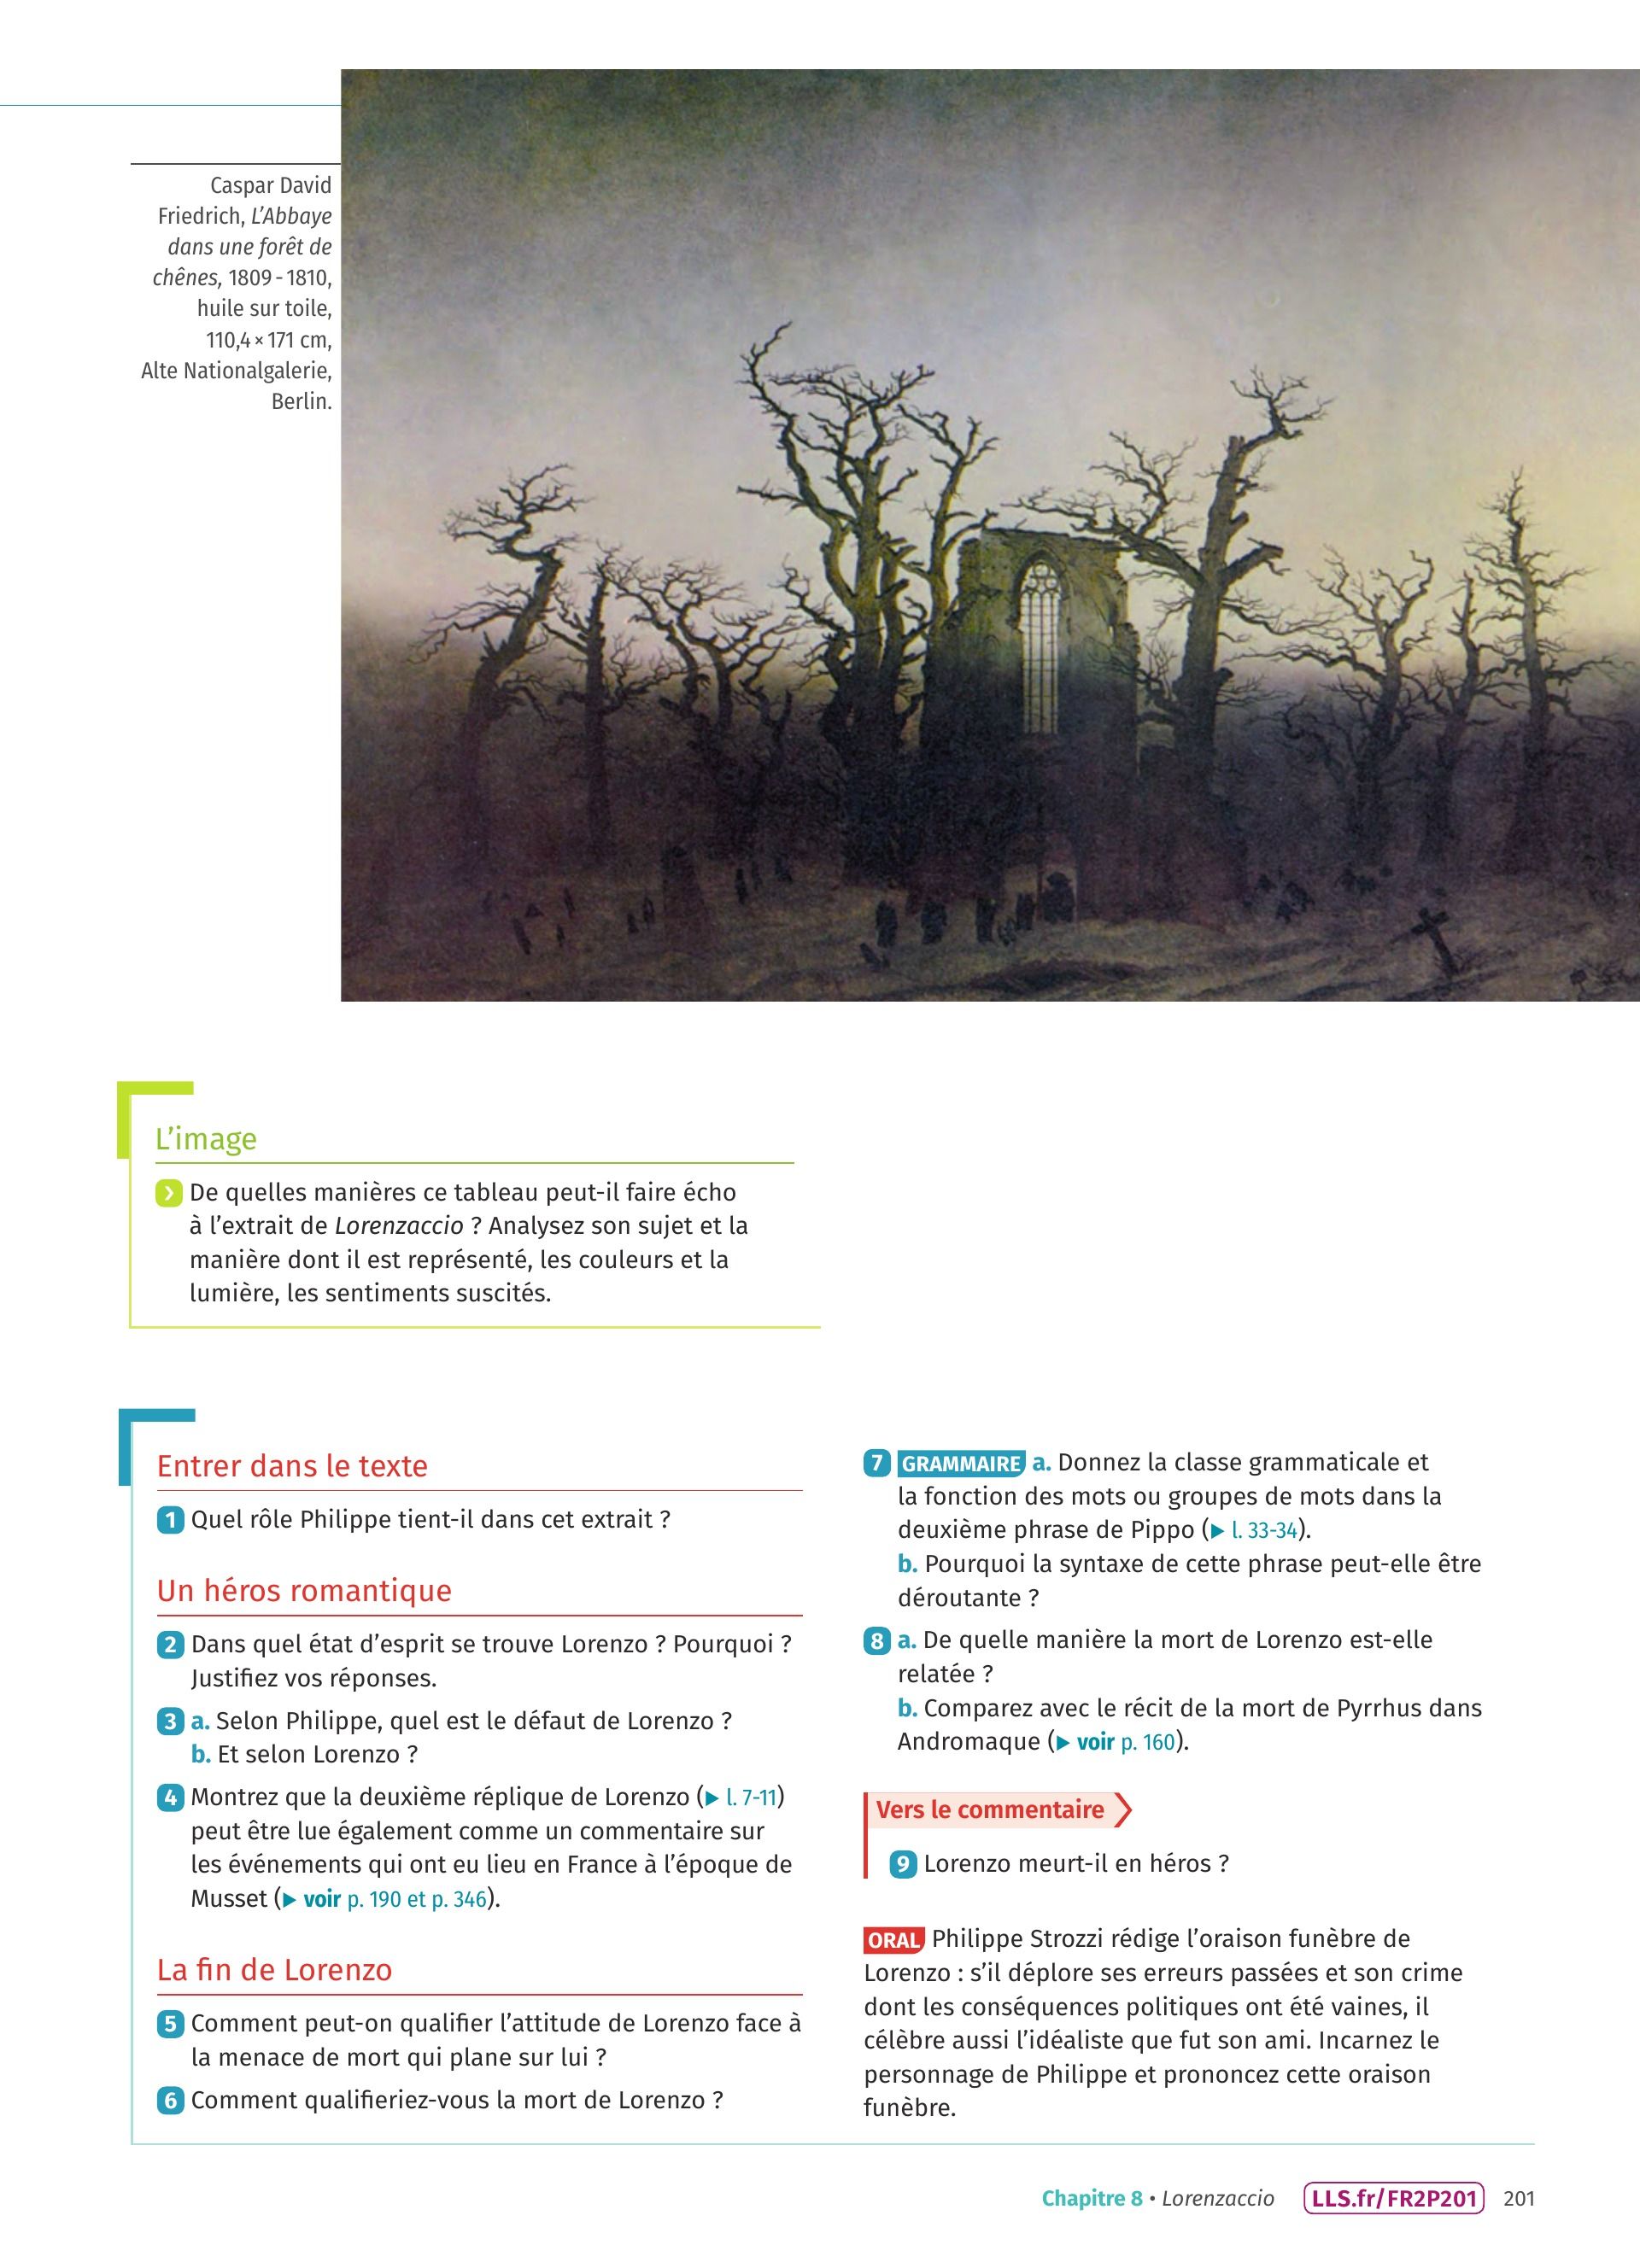 Caspar David
Friedrich, L’Abbaye
dans une forêt de
chênes, 1809 - 1810,
huile sur toile,
110,4 × 171 cm,
Alte Nationalgalerie,
Berlin.
L’image
De quelles manières ce tableau peut-il faire écho
à l’extrait de Lorenzaccio ? Analysez son sujet et la
manière dont il est représenté, les couleurs et la
lumière, les sentiments suscités.
Entrer dans le texte
1 Quel rôle Philippe tient-il dans cet extrait ?
Un héros romantique
2 Dans quel état d’esprit se trouve Lorenzo ? Pourquoi ?
Justifiez vos réponses.
3 a. Selon Philippe, quel est le défaut de Lorenzo ?
b. Et selon Lorenzo ?
4 Montrez que la deuxième réplique de Lorenzo (▶ l. 7-11)
peut être lue également comme un commentaire sur
les événements qui ont eu lieu en France à l’époque de
Musset (▶ voir p. 190 et p. 346).
La fin de Lorenzo
5 Comment peut-on qualifier l’attitude de Lorenzo face à
la menace de mort qui plane sur lui ?
6 Comment qualifieriez-vous la mort de Lorenzo ?
7 GRAMMAIRE a. Donnez la classe grammaticale et
la fonction des mots ou groupes de mots dans la
deuxième phrase de Pippo (▶ l. 33-34).
b. Pourquoi la syntaxe de cette phrase peut-elle être
déroutante ?
8 a. De quelle manière la mort de Lorenzo est-elle
relatée ?
b. Comparez avec le récit de la mort de Pyrrhus dans
Andromaque (▶ voir p. 160).
Vers le commentaire
9 Lorenzo meurt-il en héros ?
ORAL Philippe Strozzi rédige l’oraison funèbre de
Lorenzo : s’il déplore ses erreurs passées et son crime
dont les conséquences politiques ont été vaines, il
célèbre aussi l’idéaliste que fut son ami. Incarnez le
personnage de Philippe et prononcez cette oraison
funèbre.
Chapitre 8 • Lorenzaccio LLS.fr/FR2P201 201